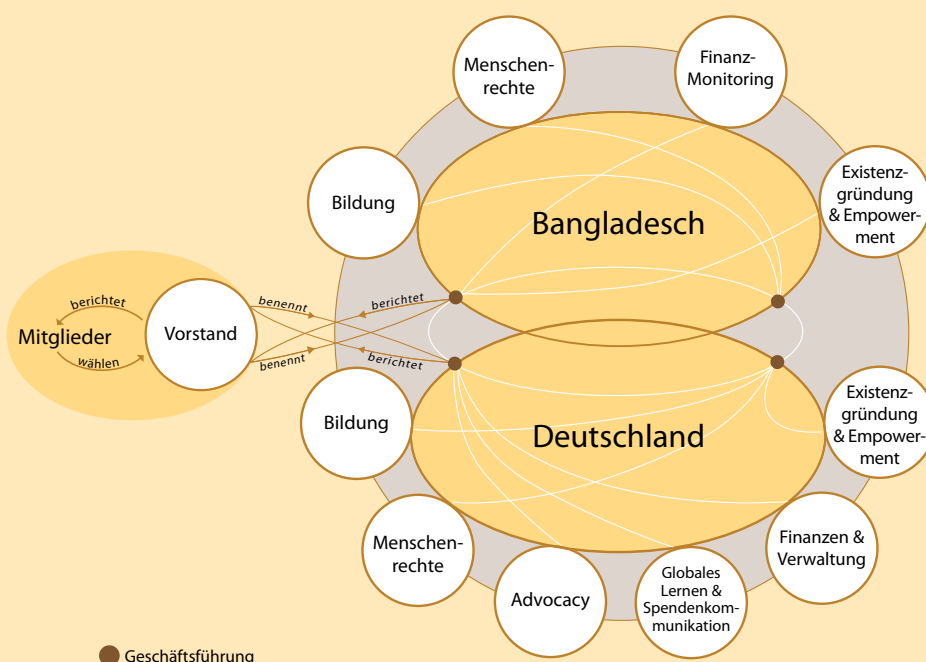 Menschen-
rechte
Finanz-
Monitoring
Bildung
Existenz-
gründung
& Empower-
ment
Bangladesch
berichtet
Mitglieder
wählen
Vorstand
benennt
berichtet
benennt
berichtet
Bildung
Deutschland
Existenz-
gründung
& Empower-
ment
Menschen-
rechte
Advocacy
Globales
Lernen &
Spendenkom-
munikation
Finanzen &
Verwaltung
Geschäftsführung